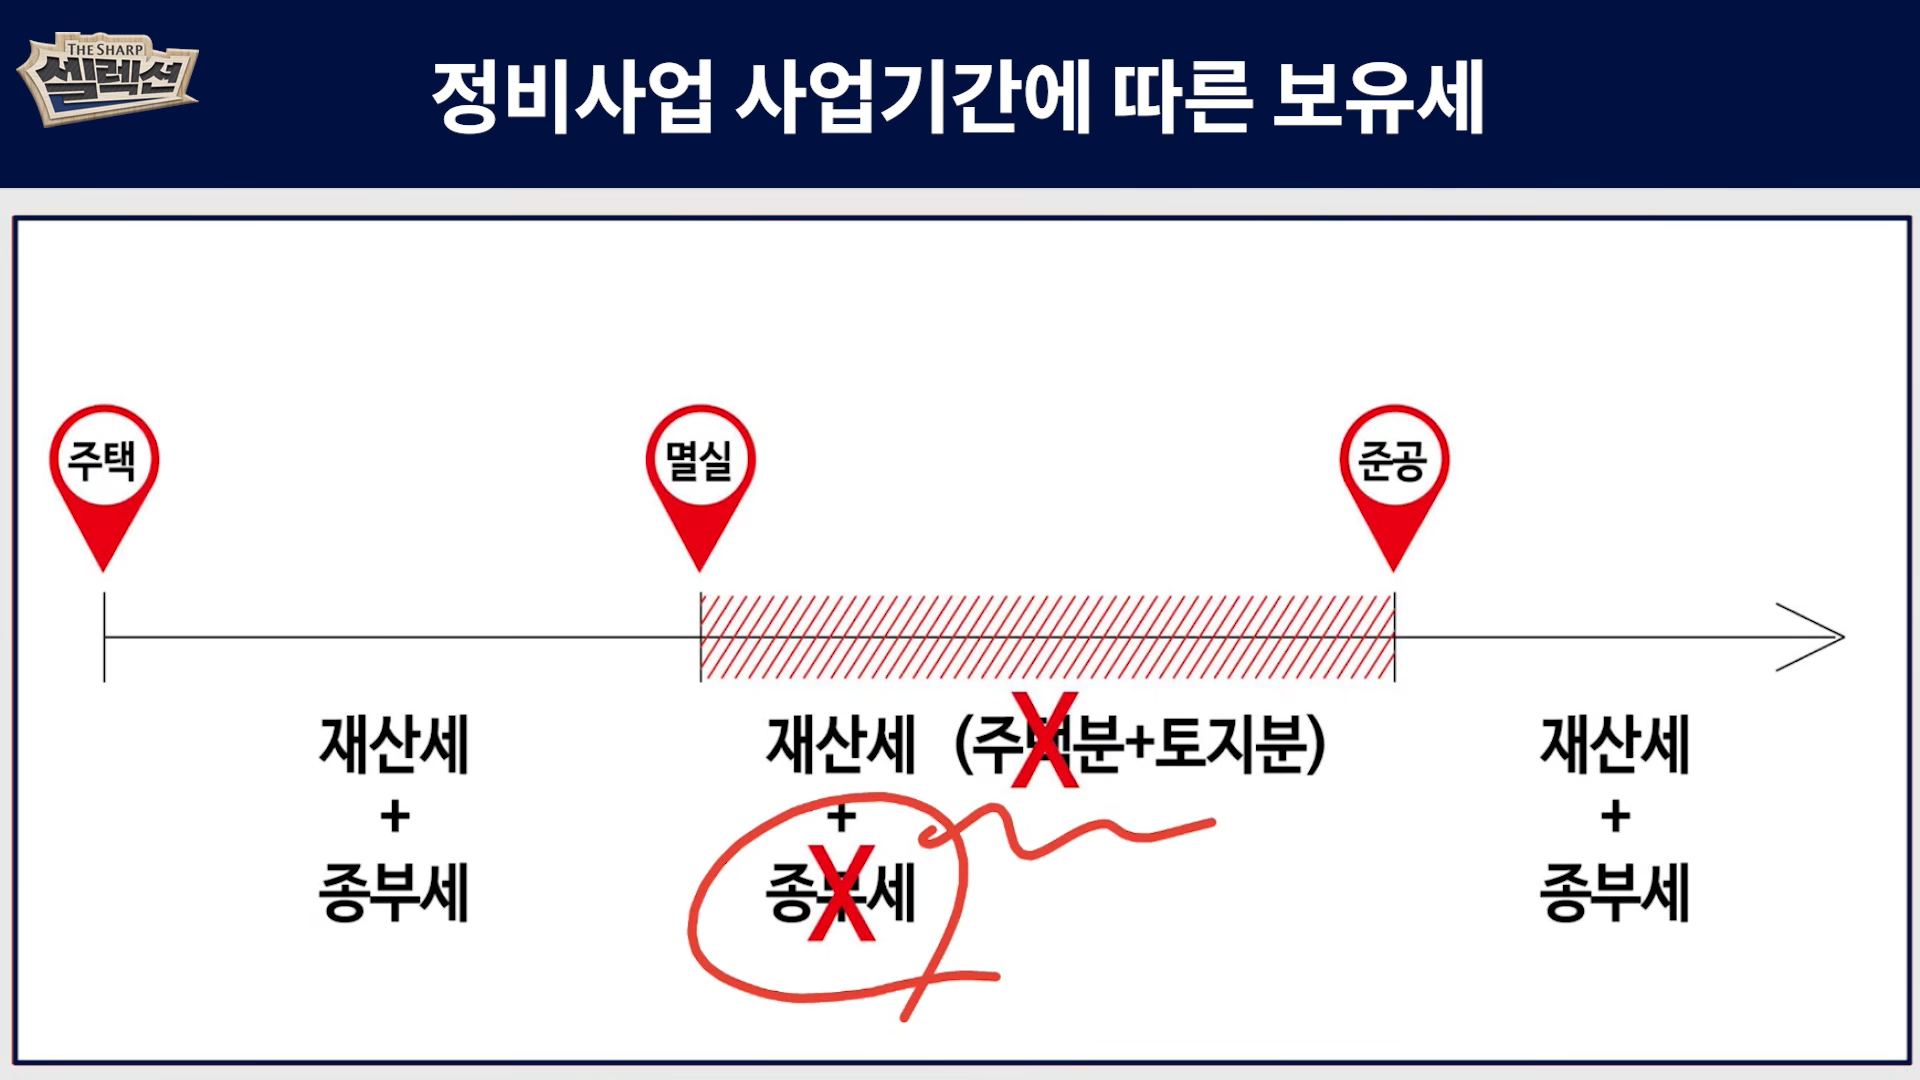 THE SHARP
셀렉션
정비사업 사업기간에 따른 보유세
주택
멸실
준공
재산세
+
종부세
재산세 (주택분+토지분)
+
종부세
재산세
+
종부세